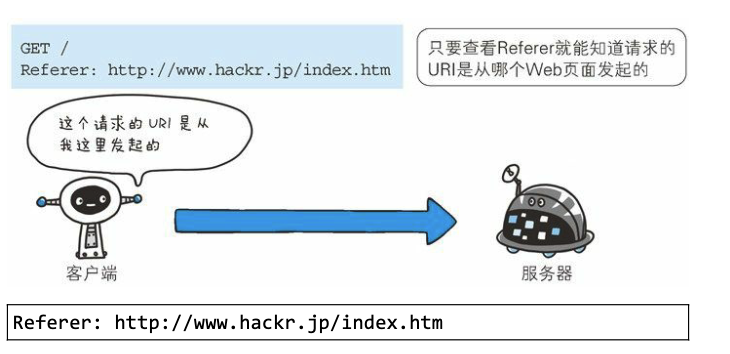 GET /
Referer: http://www.hackr.jp/index.htm
只要查看Referer就能知道请求的
URI是从哪个Web页面发起的
这个请求的URI是从
我这里发起的
客户端
服务器
Referer: http://www.hackr.jp/index.htm